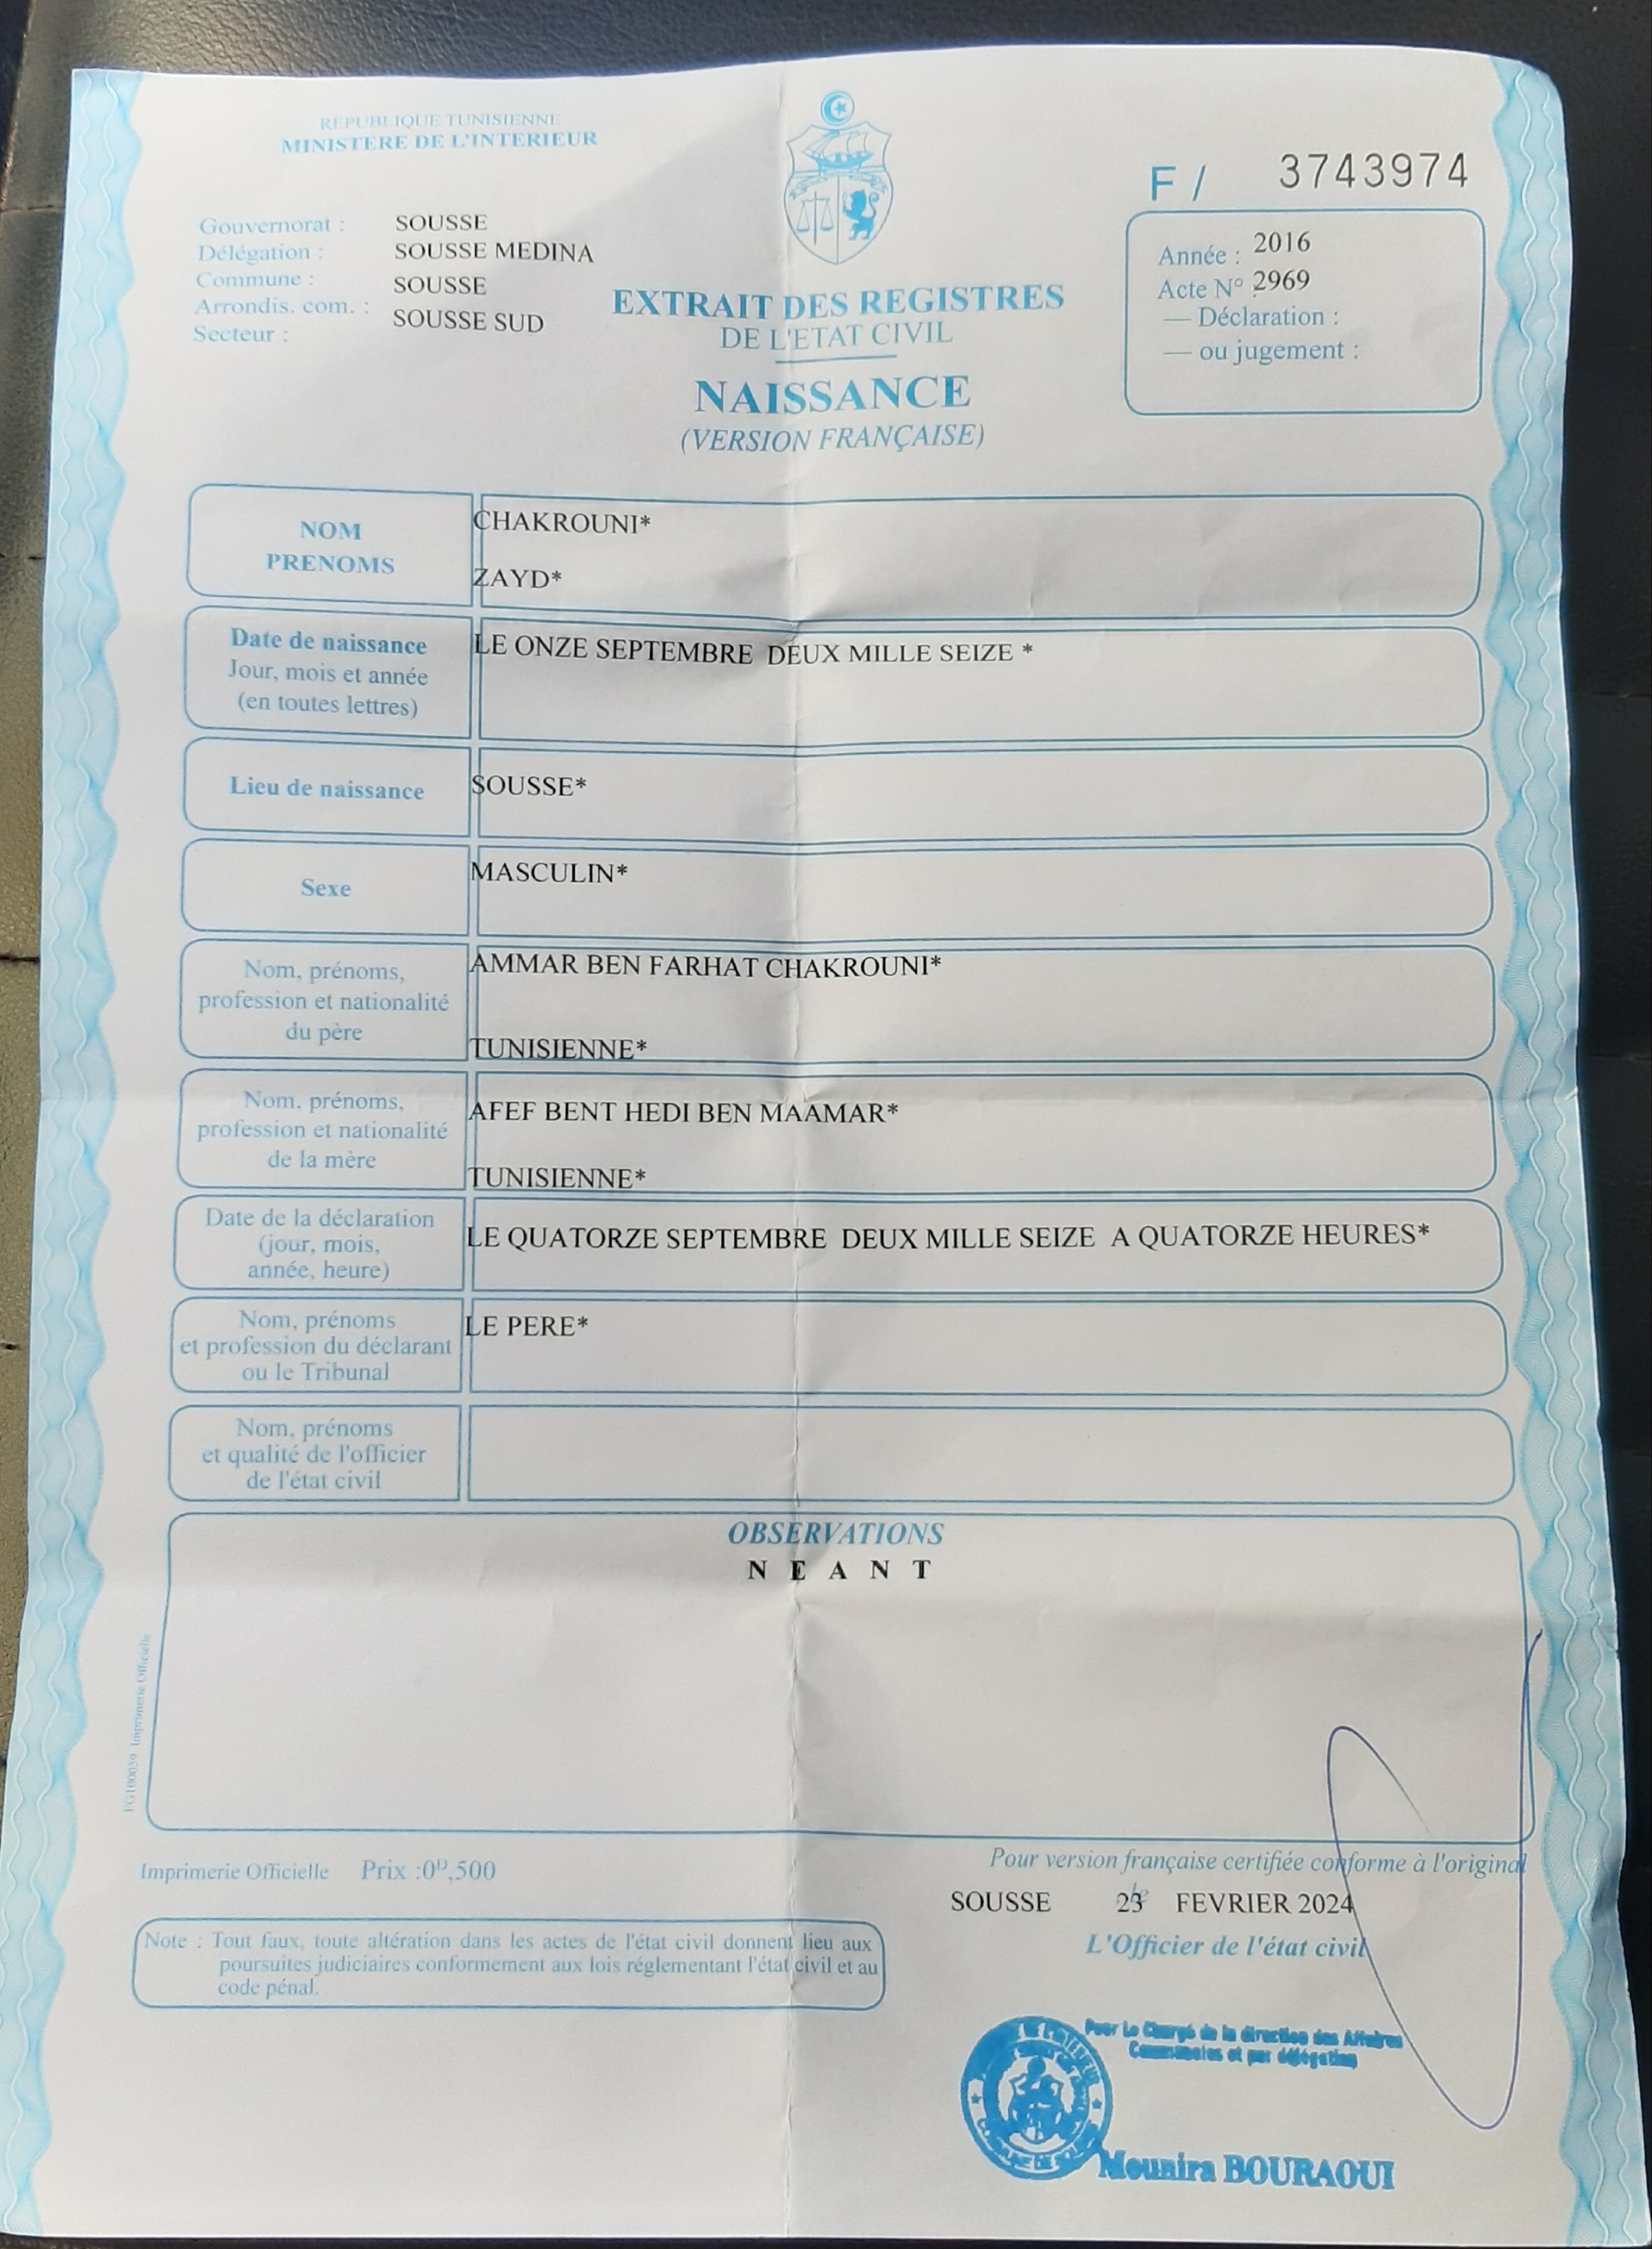 REPUBLIQUE TUNISIENNE
MINISTERE DE L'INTERIEUR
F / 3743974
Gouvernorat : SOUSSE
Délégation : SOUSSE MEDINA
Commune : SOUSSE
Arrondis. com. : SOUSSE SUD
Secteur :
Année : 2016
Acte N° 2969
— Déclaration :
— ou jugement :
EXTRAIT DES REGISTRES
DE L'ETAT CIVIL
NAISSANCE
(VERSION FRANÇAISE)
NOM CHAKROUNI*
PRENOMS ZAYD*
Date de naissance LE ONZE SEPTEMBRE DEUX MILLE SEIZE *
Jour, mois et année
(en toutes lettres)
Lieu de naissance SOUSSE*
Sexe MASCULIN*
Nom, prénoms, AMMAR BEN FARHAT CHAKROUNI*
profession et nationalité
du père TUNISIENNE*
Nom, prénoms, AFEF BENT HEDI BEN MAAMAR*
profession et nationalité
de la mère TUNISIENNE*
Date de la déclaration
(jour, mois, LE QUATORZE SEPTEMBRE DEUX MILLE SEIZE A QUATORZE HEURES*
année, heure)
Nom, prénoms LE PERE*
et profession du déclarant
ou le Tribunal
Nom, prénoms
et qualité de l'officier
de l'état civil
OBSERVATIONS
N E A N T
Imprimerie Officielle
Imprimerie Officielle Prix :0ᴰ,500
Pour version française certifiée conforme à l'original
SOUSSE le 23 FEVRIER 2024
L'Officier de l'état civil
Note : Tout faux, toute altération dans les actes de l'état civil donnent lieu aux
poursuites judiciaires conformement aux lois réglementant l'état civil et au
code pénal.
Pour Le Chargé de la direction des Affaires
Communales et par délégation
Mounira BOURAOUI